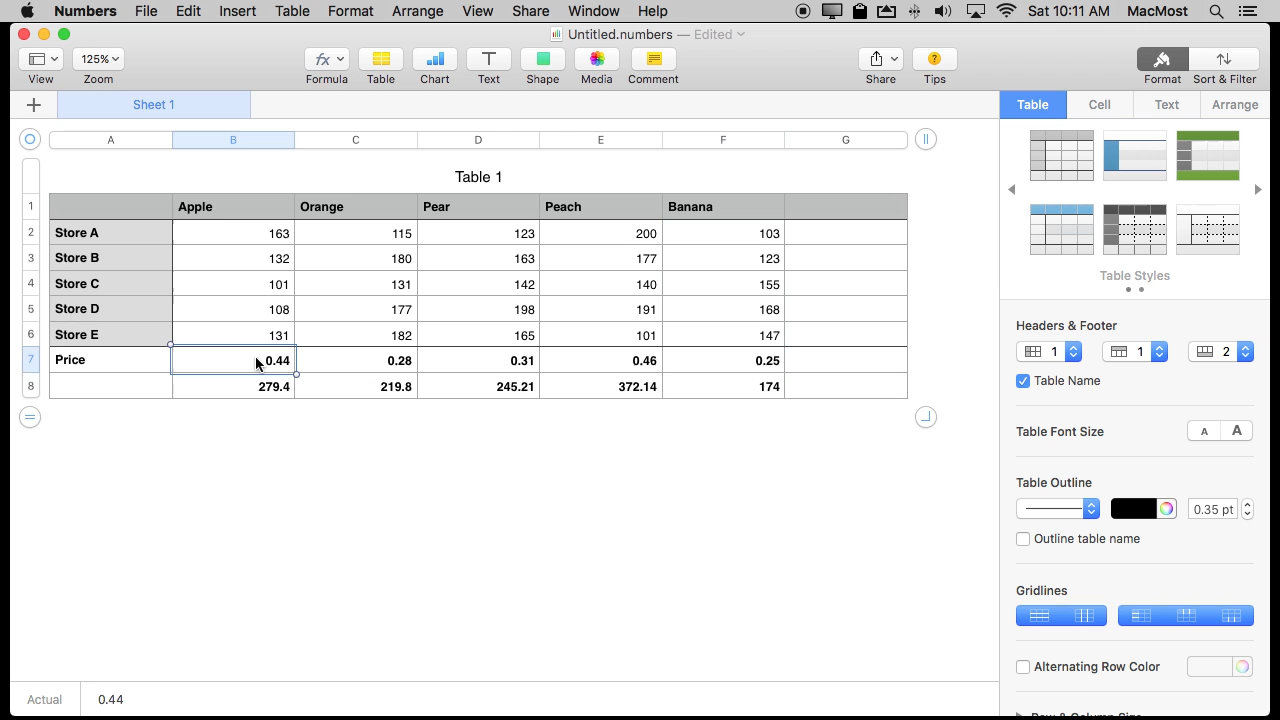 Numbers File Edit Insert Table Format Arrange View Share Window Help Sat 10:11 AM MacMost
Untitled.numbers — Edited
125%
View Zoom Formula Table Chart Text Shape Media Comment Share Tips Format Sort & Filter
Sheet 1
Table Cell Text Arrange
A B C D E F G
Table 1
1 Apple Orange Pear Peach Banana
2 Store A 163 115 123 200 103
3 Store B 132 180 163 177 123
4 Store C 101 131 142 140 155
5 Store D 108 177 198 191 168
6 Store E 131 182 165 101 147
7 Price 0.44 0.28 0.31 0.46 0.25
8 279.4 219.8 245.21 372.14 174
Table Styles
Headers & Footer
1 1 2
Table Name
Table Font Size A A
Table Outline
0.35 pt
Outline table name
Gridlines
Alternating Row Color
Actual 0.44